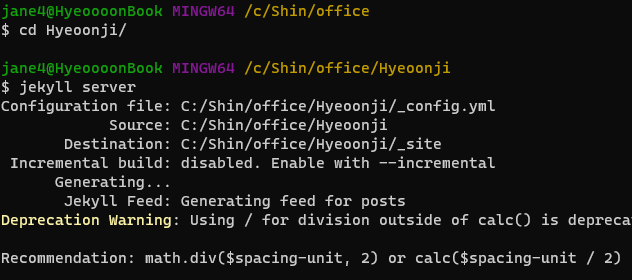 jane4@HyeoooonBook MINGW64 /c/Shin/office
$ cd Hyeoonji/
jane4@HyeoooonBook MINGW64 /c/Shin/office/Hyeoonji
$ jekyll server
Configuration file: C:/Shin/office/Hyeoonji/_config.yml
Source: C:/Shin/office/Hyeoonji
Destination: C:/Shin/office/Hyeoonji/_site
Incremental build: disabled. Enable with --incremental
Generating...
Jekyll Feed: Generating feed for posts
Deprecation Warning: Using / for division outside of calc() is depreca
Recommendation: math.div($spacing-unit, 2) or calc($spacing-unit / 2)